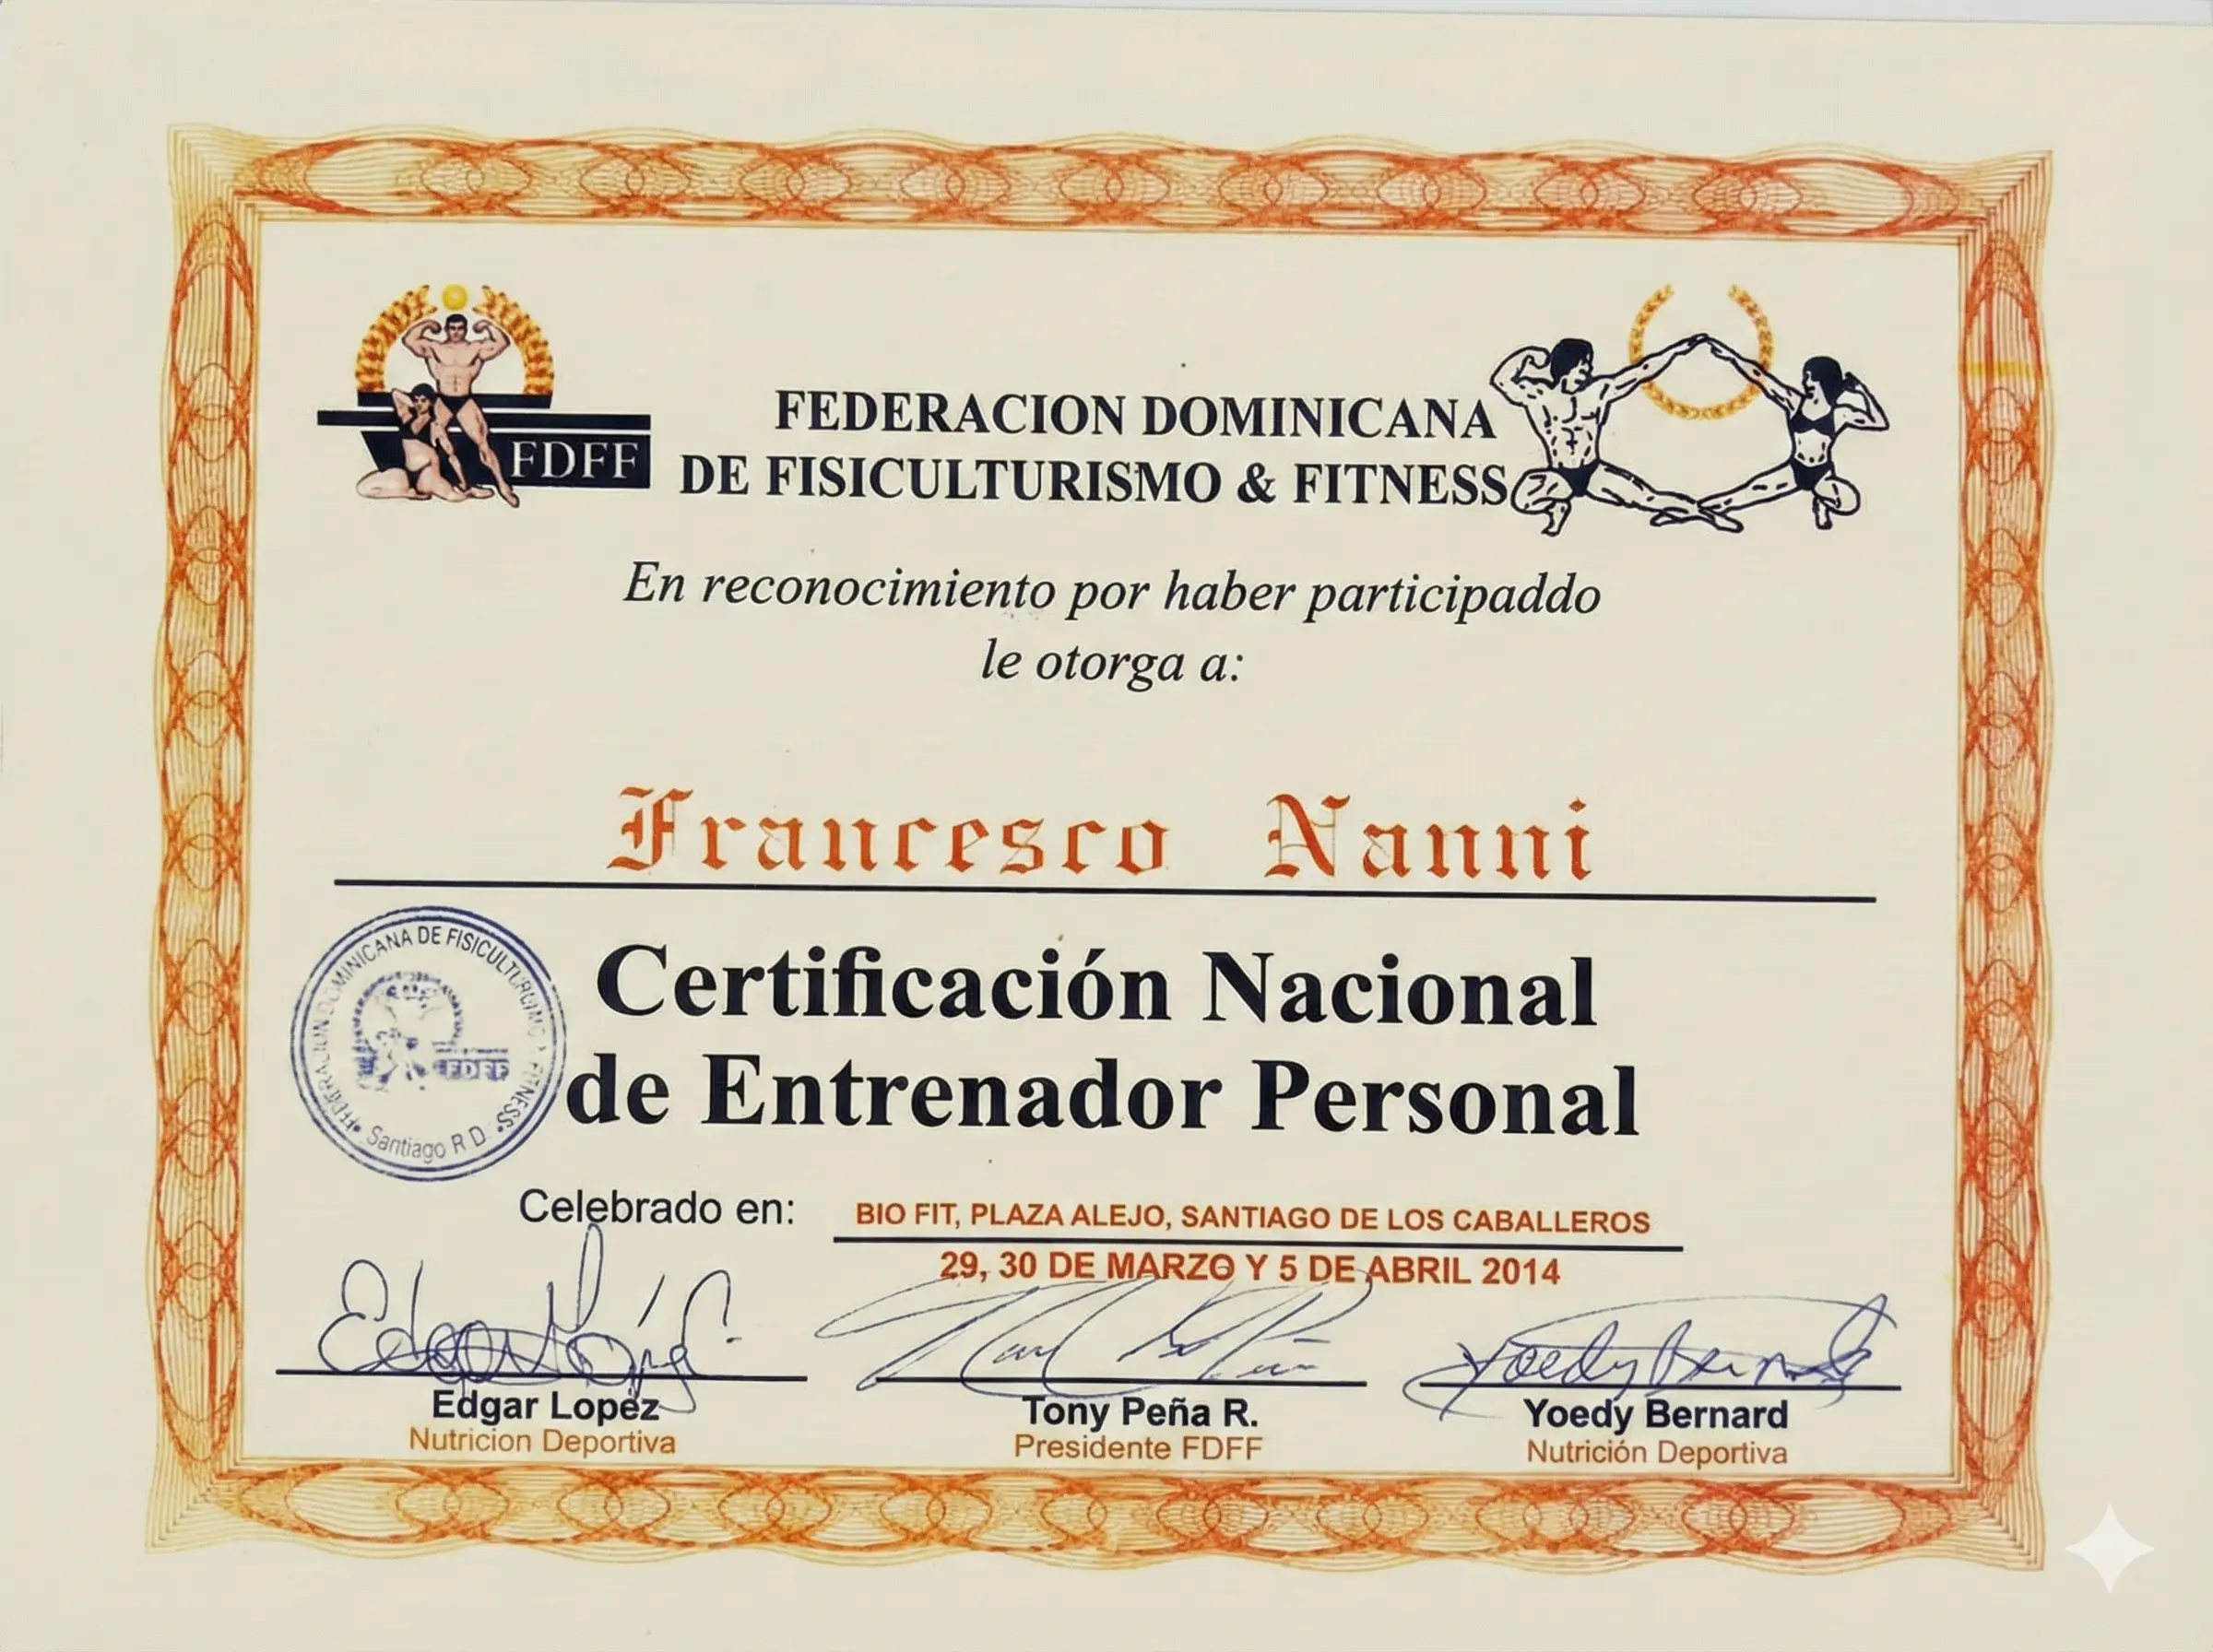 FDFF
FEDERACION DOMINICANA
DE FISICULTURISMO & FITNESS
En reconocimiento por haber participaddo
le otorga a:
Francesco Nanni
Certificación Nacional
de Entrenador Personal
FEDERACION DOMINICANA DE FISICULTURISMO & FITNESS
FDFF
Santiago R.D.
Celebrado en:
BIO FIT, PLAZA ALEJO, SANTIAGO DE LOS CABALLEROS
29, 30 DE MARZO Y 5 DE ABRIL 2014
Edgar Lopez
Nutricion Deportiva
Tony Peña R.
Presidente FDFF
Yoedy Bernard
Yoedy Bernard
Nutrición Deportiva